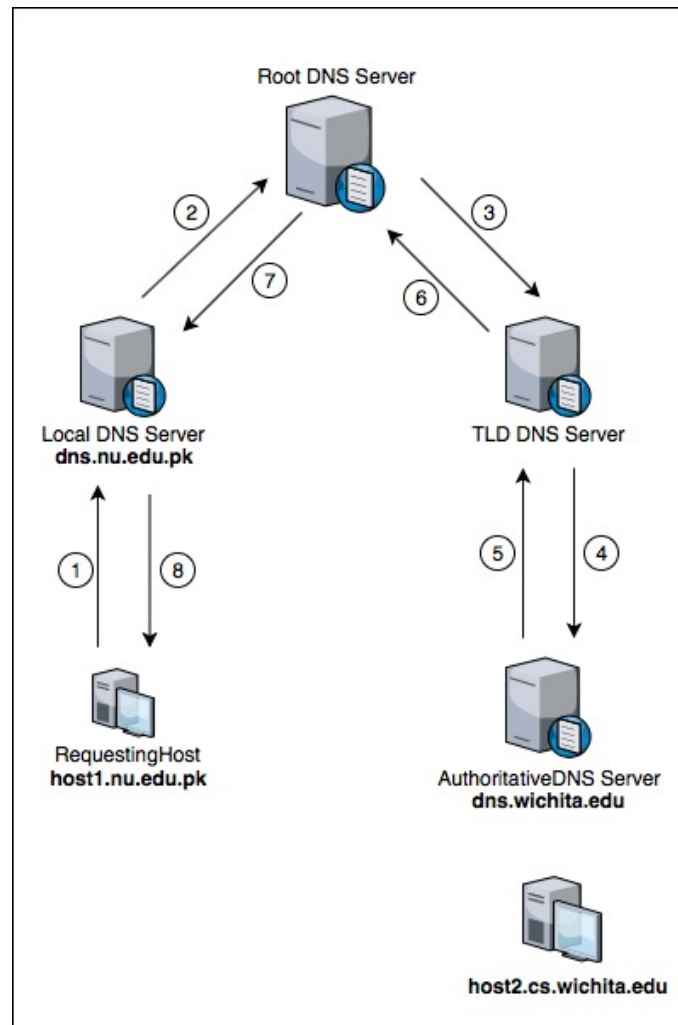 Root DNS Server
2
3
7
6
Local DNS Server
dns.nu.edu.pk
TLD DNS Server
1
8
5
4
RequestingHost
host1.nu.edu.pk
AuthoritativeDNS Server
dns.wichita.edu
host2.cs.wichita.edu